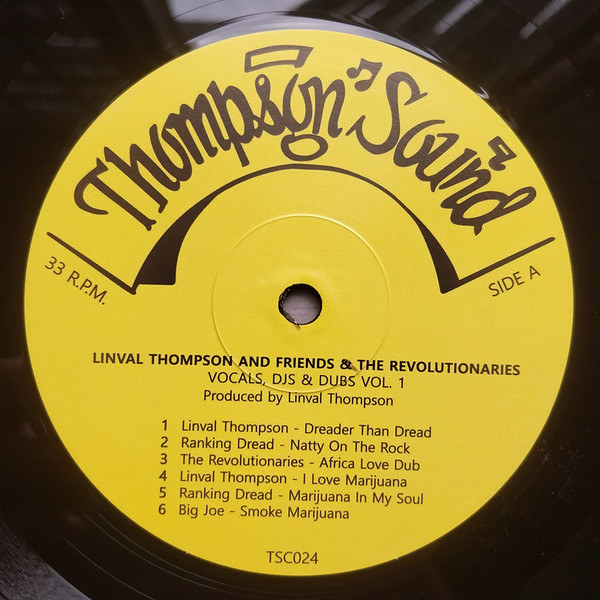 Thompson Sound
33 R.P.M.
SIDE A
LINVAL THOMPSON AND FRIENDS & THE REVOLUTIONARIES
VOCALS, DJS & DUBS VOL. 1
Produced by Linval Thompson
1 Linval Thompson - Dreader Than Dread
2 Ranking Dread - Natty On The Rock
3 The Revolutionaries - Africa Love Dub
4 Linval Thompson - I Love Marijuana
5 Ranking Dread - Marijuana In My Soul
6 Big Joe - Smoke Marijuana
TSC024